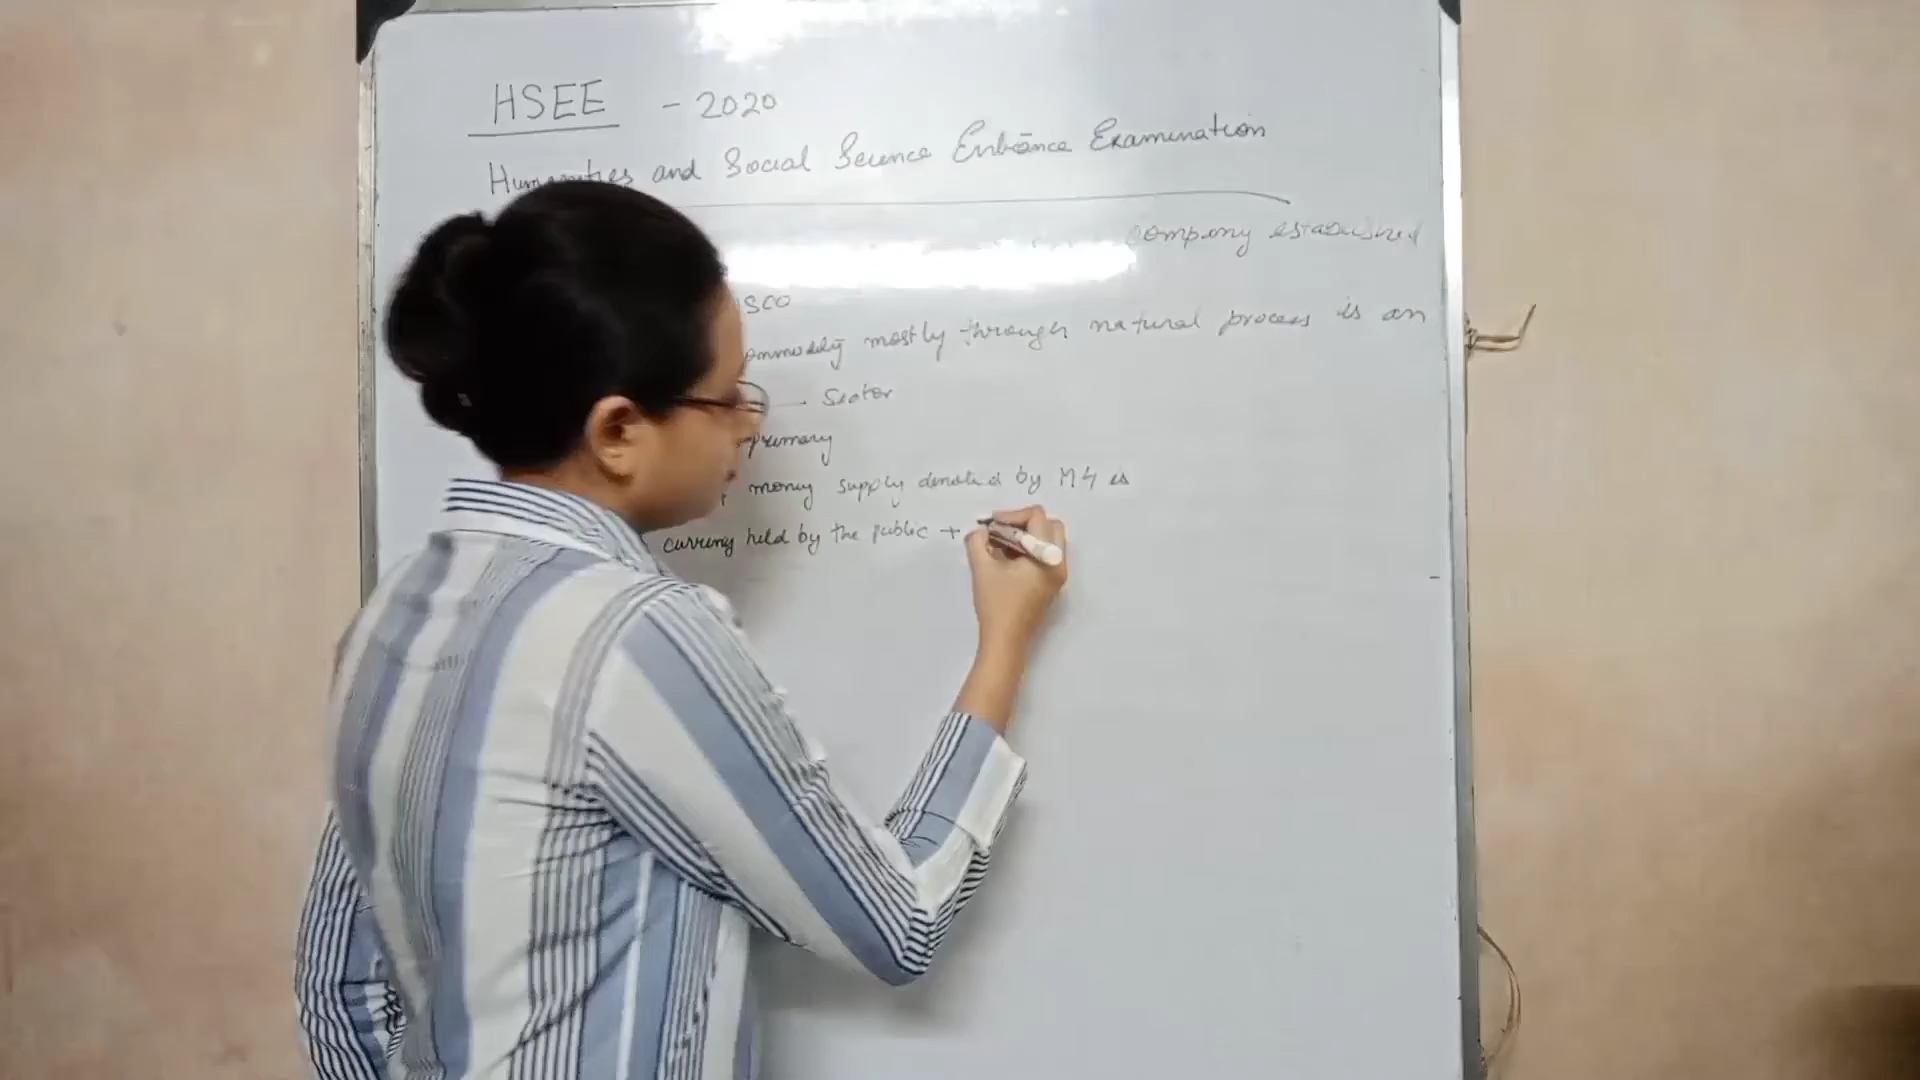 HSEE - 2020
Humanities and Social Science Entrance Examination
company established
SCO
mostly through natural process is an
Sector
primary
money supply denoted by M4 is
currency held by the public +